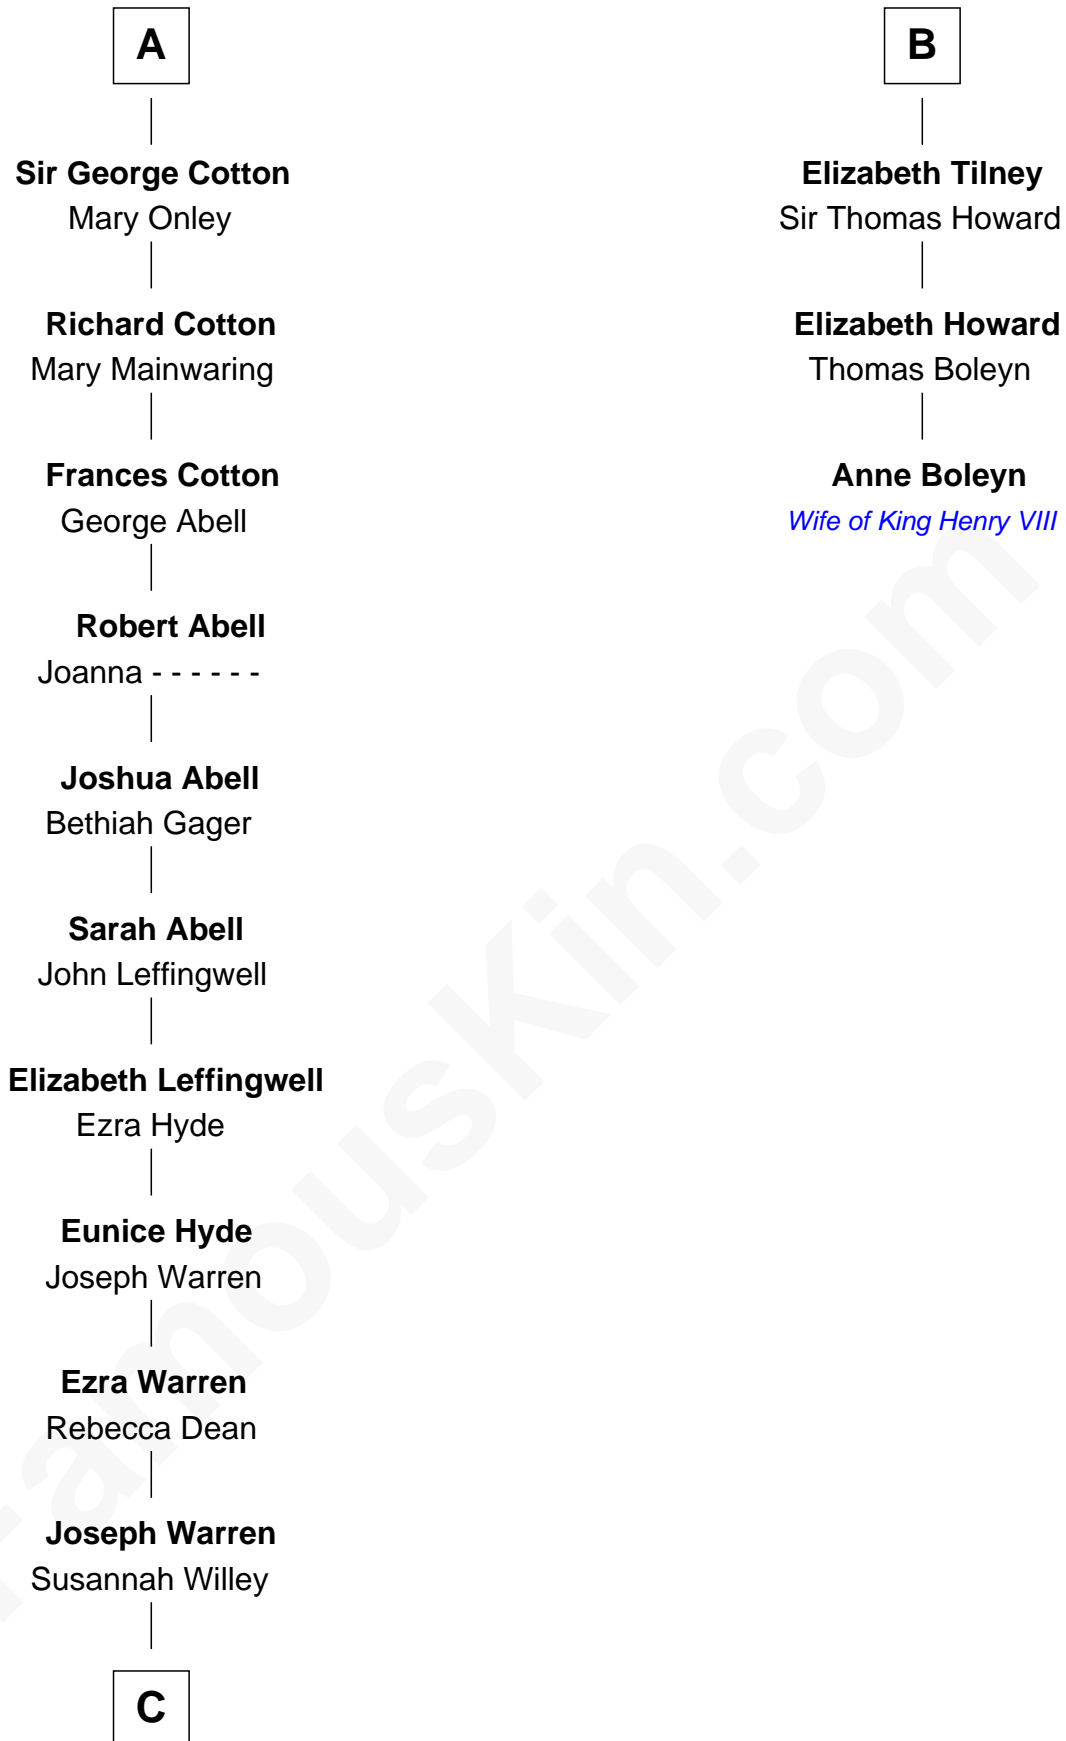 A
Sir George Cotton
Mary Onley
Richard Cotton
Mary Mainwaring
Frances Cotton
George Abell
Robert Abell
Joanna - - - - - -
Joshua Abell
Bethiah Gager
Sarah Abell
John Leffingwell
Elizabeth Leffingwell
Ezra Hyde
Eunice Hyde
Joseph Warren
Ezra Warren
Rebecca Dean
Joseph Warren
Susannah Willey
C
B
Elizabeth Tilney
Sir Thomas Howard
Elizabeth Howard
Thomas Boleyn
Anne Boleyn
Wife of King Henry VIII
FamousKin.com